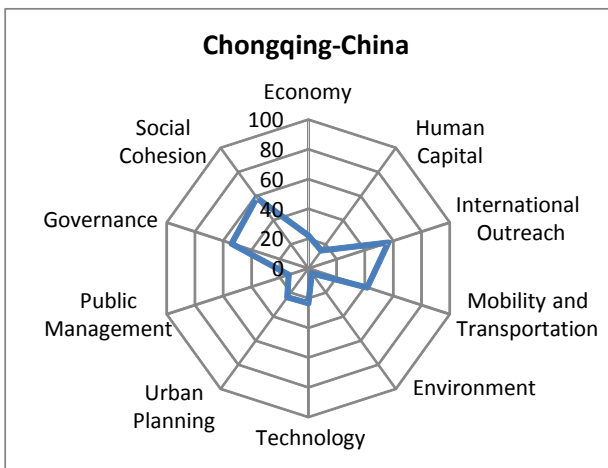 Chongqing-China
Economy
Human
Capital
International
Outreach
Mobility and
Transportation
Environment
Technology
Urban
Planning
Public
Management
Governance
Social
Cohesion
100
80
60
40
20
0